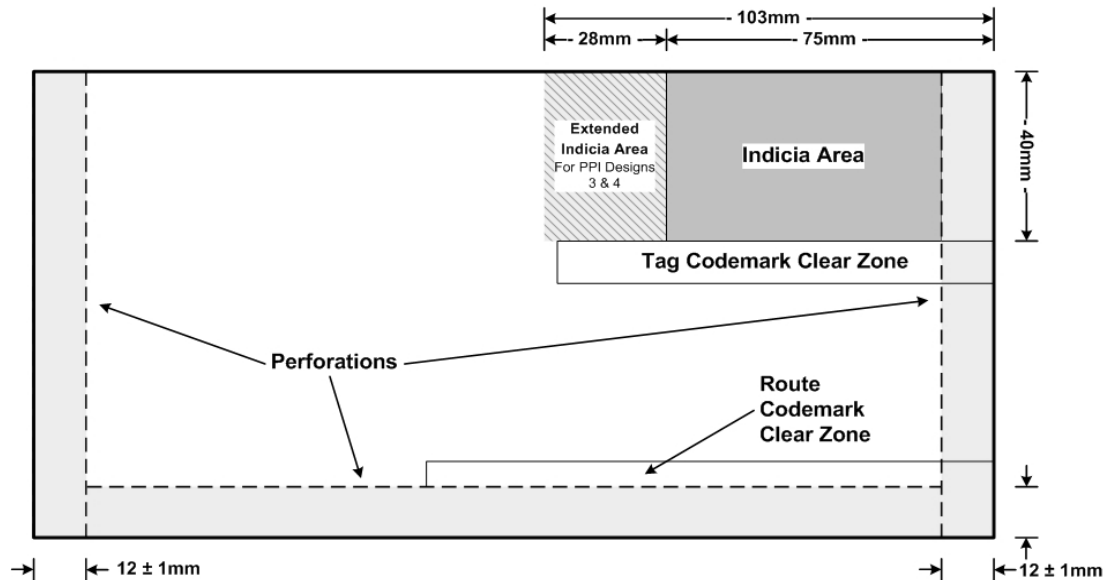 - 103mm -
- 28mm -
- 75mm -
- 40mm -
Extended
Indicia Area
For PPI Designs
3 & 4
Indicia Area
Tag Codemark Clear Zone
Perforations
Route
Codemark
Clear Zone
12 ± 1mm
12 ± 1mm